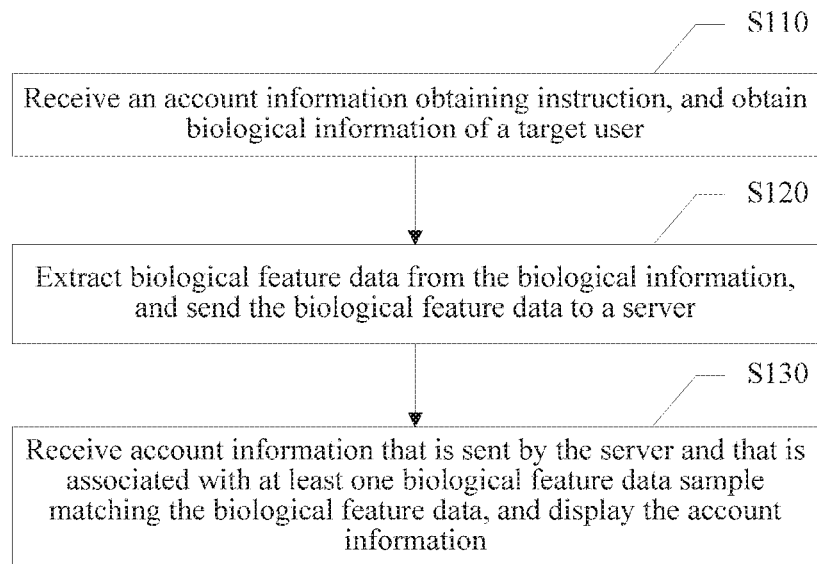 S110
Receive an account information obtaining instruction, and obtain
biological information of a target user
S120
Extract biological feature data from the biological information,
and send the biological feature data to a server
S130
Receive account information that is sent by the server and that is
associated with at least one biological feature data sample
matching the biological feature data, and display the account
information